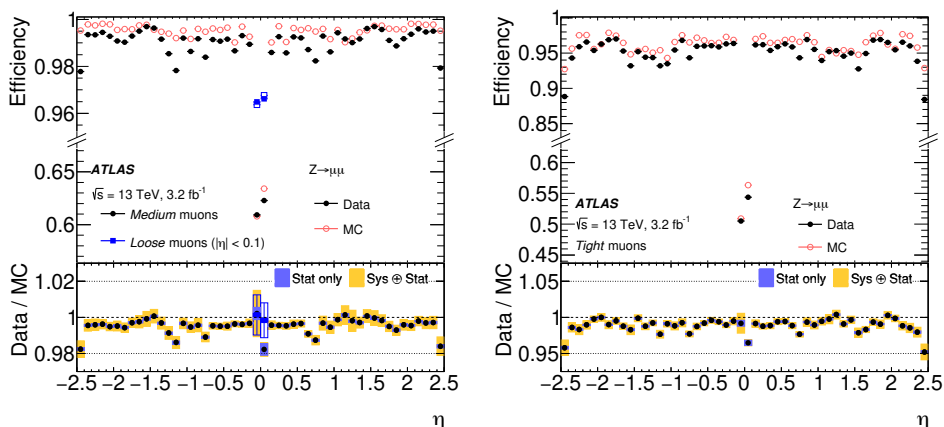 Efficiency
1
0.98
0.96
0.65
0.6
ATLAS
√s = 13 TeV, 3.2 fb⁻¹
Z→μμ
Medium muons
Loose muons (|η| < 0.1)
Data
MC
Data / MC
1.02
1
0.98
Stat only
Sys ⊕ Stat
−2.5 −2 −1.5 −1 −0.5 0 0.5 1 1.5 2 2.5
η
Efficiency
1
0.95
0.9
0.85
0.6
0.55
0.5
0.45
ATLAS
√s = 13 TeV, 3.2 fb⁻¹
Tight muons
Z→μμ
Data
MC
Data / MC
1.05
1
0.95
Stat only
Sys ⊕ Stat
−2.5 −2 −1.5 −1 −0.5 0 0.5 1 1.5 2 2.5
η